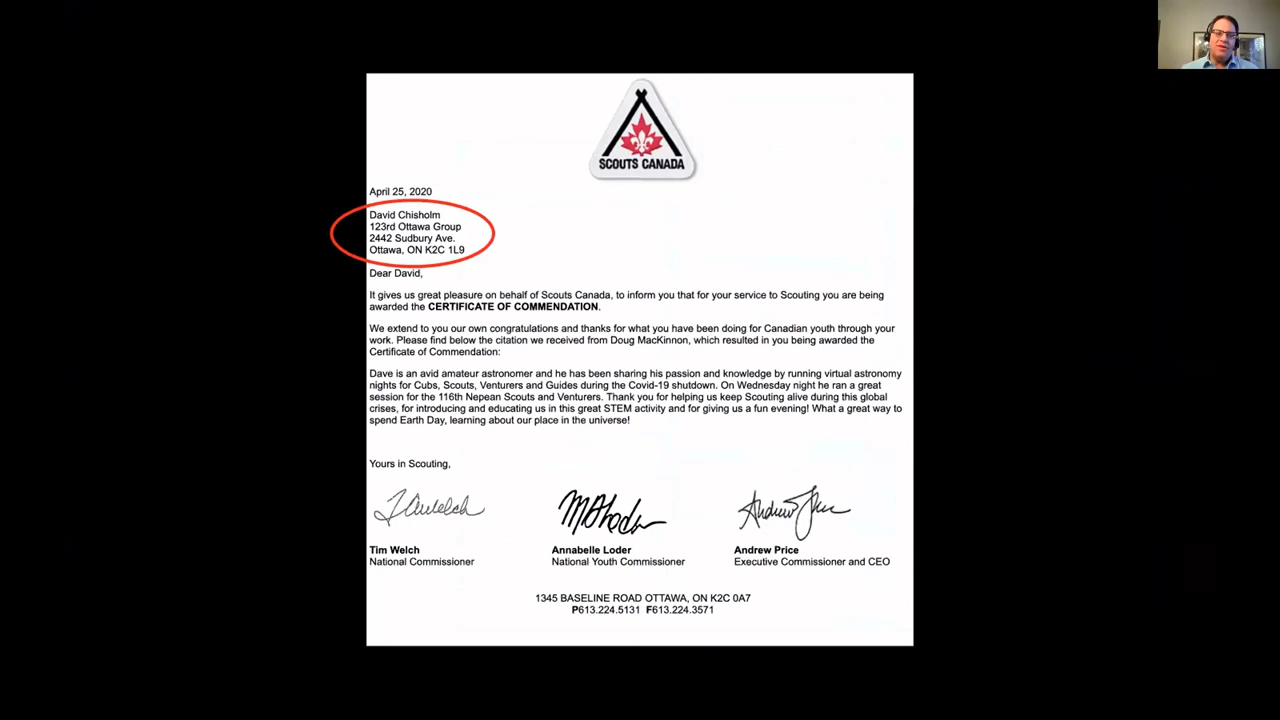 SCOUTS CANADA
April 25, 2020
David Chisholm
123rd Ottawa Group
2442 Sudbury Ave.
Ottawa, ON K2C 1L9
Dear David,
It gives us great pleasure on behalf of Scouts Canada, to inform you that for your service to Scouting you are being
awarded the CERTIFICATE OF COMMENDATION.
We extend to you our own congratulations and thanks for what you have been doing for Canadian youth through your
work. Please find below the citation we received from Doug MacKinnon, which resulted in you being awarded the
Certificate of Commendation:
Dave is an avid amateur astronomer and he has been sharing his passion and knowledge by running virtual astronomy
nights for Cubs, Scouts, Venturers and Guides during the Covid-19 shutdown. On Wednesday night he ran a great
session for the 116th Nepean Scouts and Venturers. Thank you for helping us keep Scouting alive during this global
crises, for introducing and educating us in this great STEM activity and for giving us a fun evening! What a great way to
spend Earth Day, learning about our place in the universe!
Yours in Scouting,
Tim Welch
National Commissioner
Annabelle Loder
National Youth Commissioner
Andrew Price
Executive Commissioner and CEO
1345 BASELINE ROAD OTTAWA, ON K2C 0A7
P613.224.5131 F613.224.3571